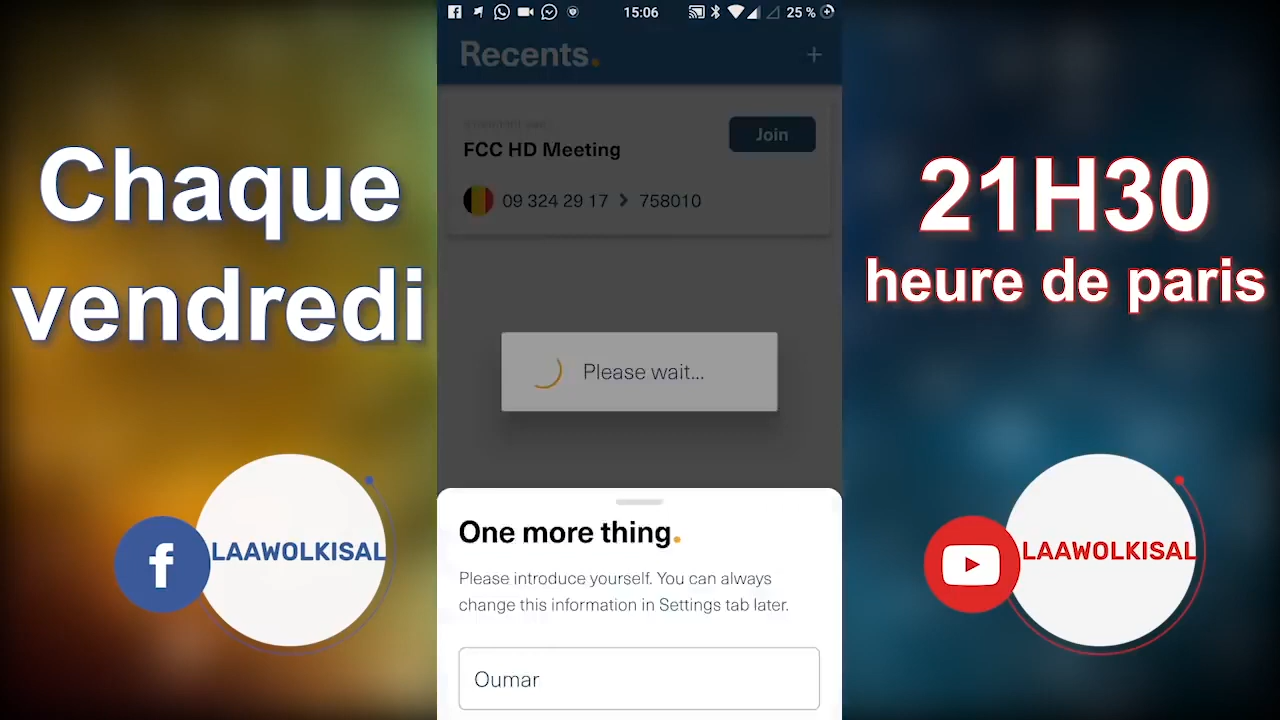 Chaque
vendredi
LAAWOLKISAL
15:06
25 %
Recents.
FCC HD Meeting
Join
09 324 29 17 > 758010
Please wait...
One more thing.
Please introduce yourself. You can always
change this information in Settings tab later.
Oumar
21H30
heure de paris
LAAWOLKISAL